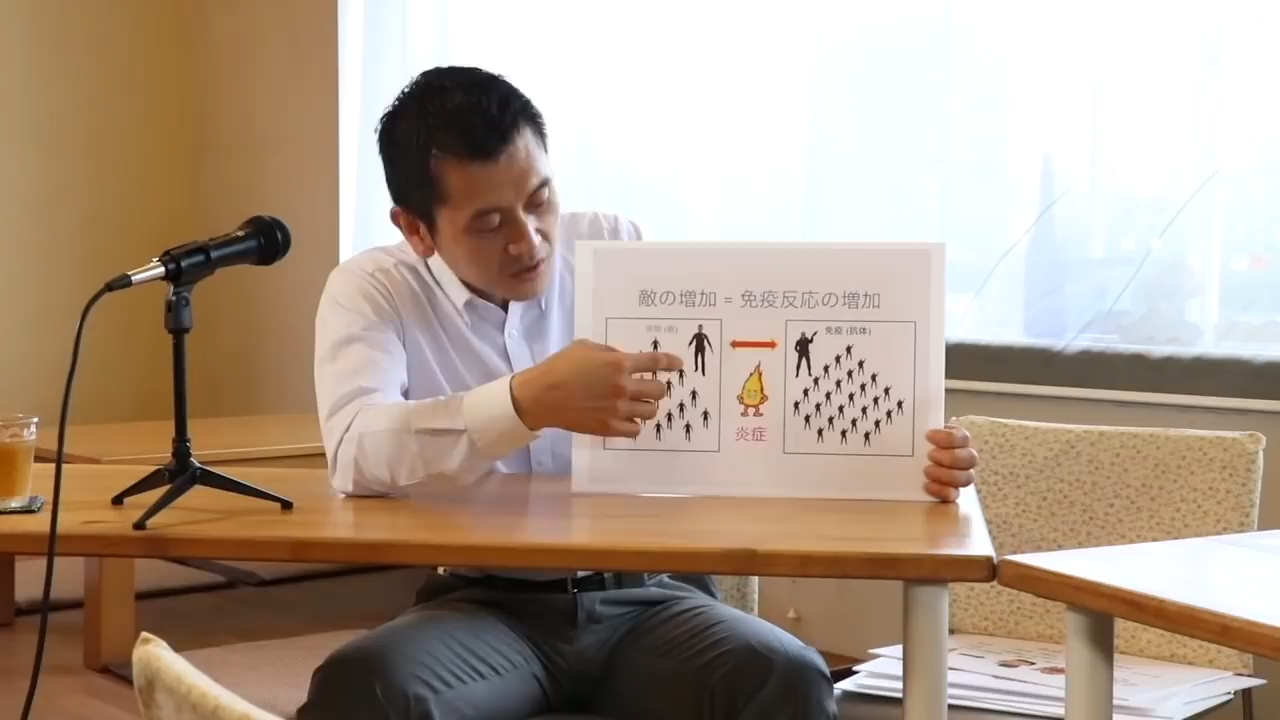 敵の増加 = 免疫反応の増加
免疫 (抗体)
炎症